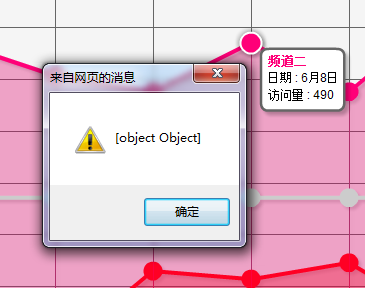 来自网页的消息
[object Object]
确定
频道二
日期 : 6月8日
访问量 : 490